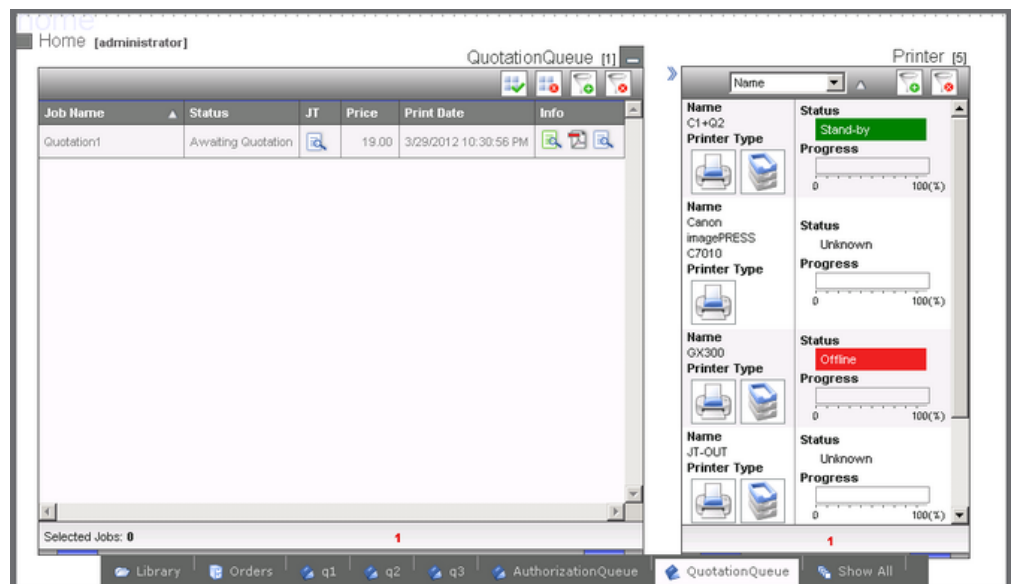 home
Home [administrator]
QuotationQueue [1]
Job Name Status JT Price Print Date Info
Quotation1 Awaiting Quotation 19.00 3/29/2012 10:30:56 PM
Selected Jobs: 0 1
Printer [5]
Name
Name
C1+Q2
Printer Type
Status
Stand-by
Progress
0 100(%)
Name
Canon
imagePRESS
C7010
Printer Type
Status
Unknown
Progress
0 100(%)
Name
GX300
Printer Type
Status
Offline
Progress
0 100(%)
Name
JT-OUT
Printer Type
Status
Unknown
Progress
0 100(%)
1
Library Orders q1 q2 q3 AuthorizationQueue QuotationQueue Show All